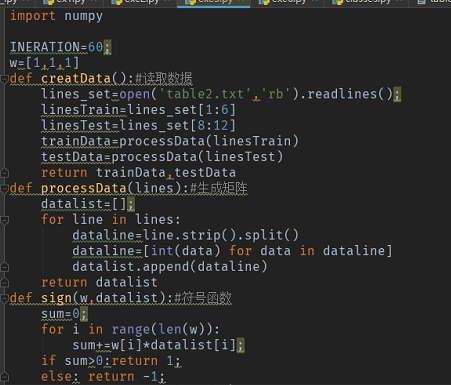 import numpy
INERATION=60;
w=[1,1,1]
def creatData():#读取数据
lines_set=open('table2.txt','rb').readlines();
linesTrain=lines_set[1:6]
linesTest=lines_set[8:12]
trainData=processData(linesTrain)
testData=processData(linesTest)
return trainData,testData
def processData(lines):#生成矩阵
datalist=[];
for line in lines:
dataline=line.strip().split()
dataline=[int(data) for data in dataline]
datalist.append(dataline)
return datalist
def sign(w,datalist):#符号函数
sum=0;
for i in range(len(w)):
sum+=w[i]*datalist[i];
if sum>0:return 1;
else: return -1;